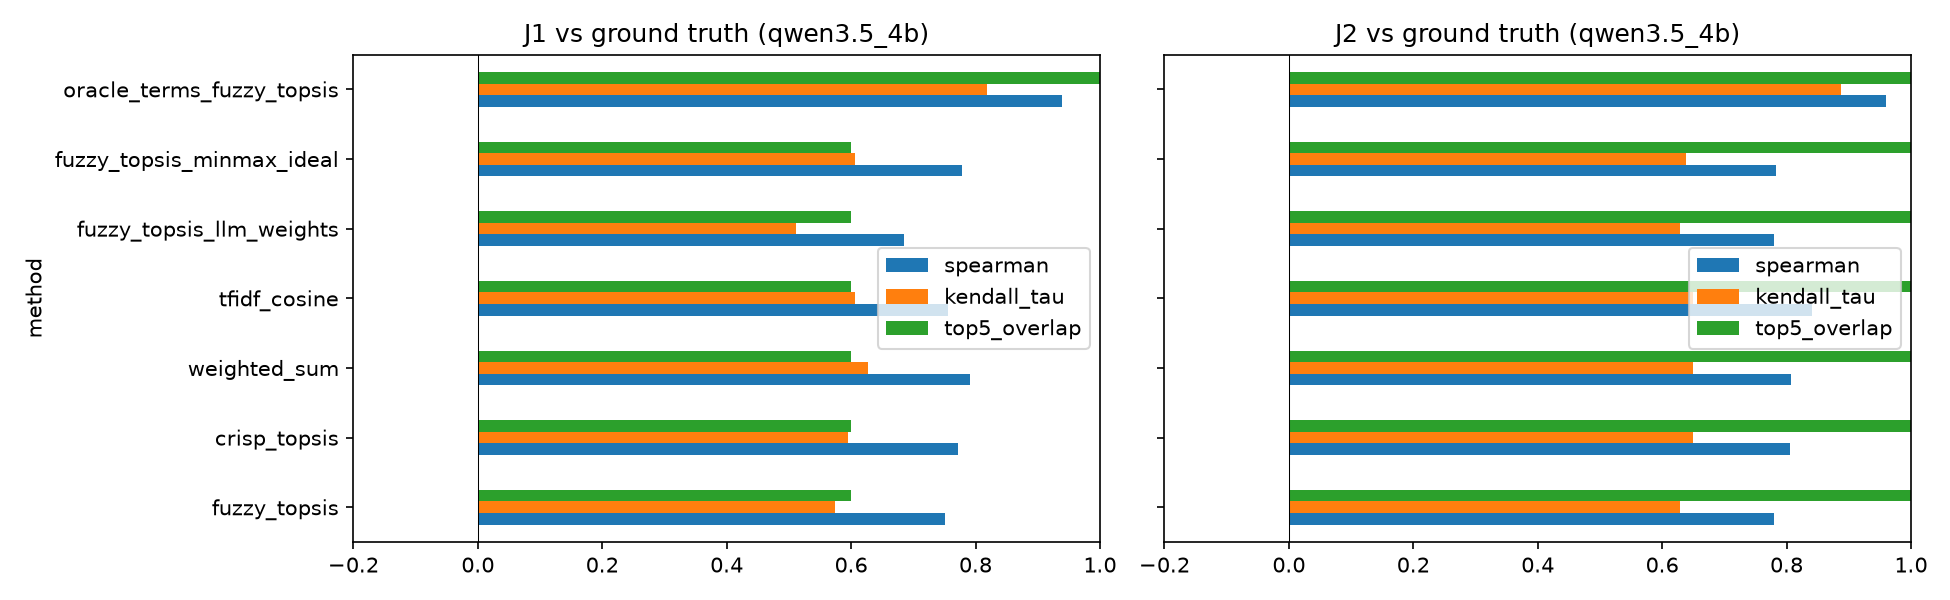 J1 vs ground truth (qwen3.5_4b)
method
oracle_terms_fuzzy_topsis
fuzzy_topsis_minmax_ideal
fuzzy_topsis_llm_weights
tfidf_cosine
weighted_sum
crisp_topsis
fuzzy_topsis
spearman
kendall_tau
top5_overlap
−0.2 0.0 0.2 0.4 0.6 0.8 1.0
J2 vs ground truth (qwen3.5_4b)
spearman
kendall_tau
top5_overlap
−0.2 0.0 0.2 0.4 0.6 0.8 1.0